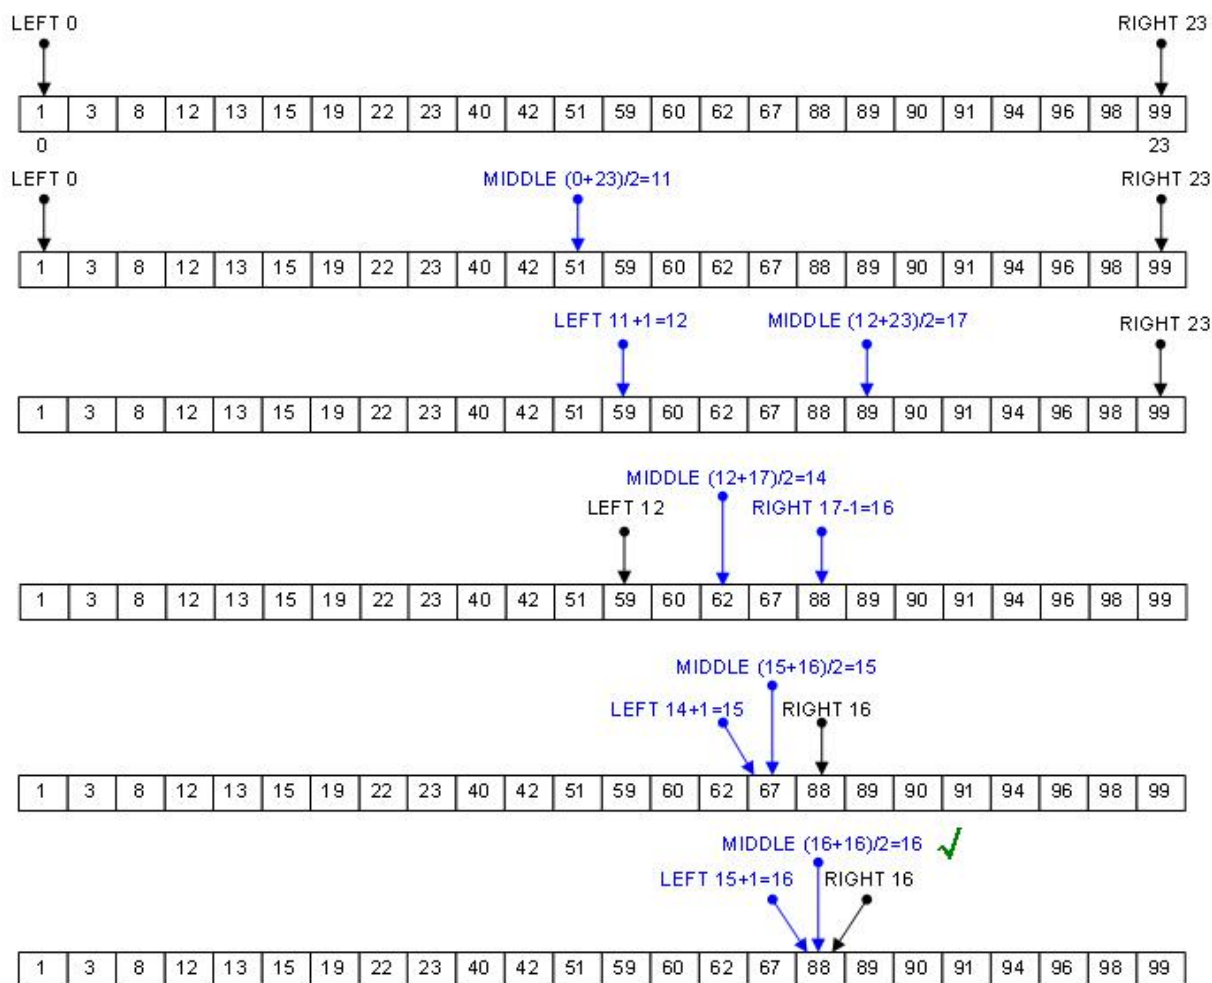 LEFT 0 RIGHT 23
1 3 8 12 13 15 19 22 23 40 42 51 59 60 62 67 88 89 90 91 94 96 98 99
0 23
LEFT 0 MIDDLE (0+23)/2=11 RIGHT 23
1 3 8 12 13 15 19 22 23 40 42 51 59 60 62 67 88 89 90 91 94 96 98 99
LEFT 11+1=12 MIDDLE (12+23)/2=17 RIGHT 23
1 3 8 12 13 15 19 22 23 40 42 51 59 60 62 67 88 89 90 91 94 96 98 99
MIDDLE (12+17)/2=14
LEFT 12 RIGHT 17-1=16
1 3 8 12 13 15 19 22 23 40 42 51 59 60 62 67 88 89 90 91 94 96 98 99
MIDDLE (15+16)/2=15
LEFT 14+1=15 RIGHT 16
1 3 8 12 13 15 19 22 23 40 42 51 59 60 62 67 88 89 90 91 94 96 98 99
MIDDLE (16+16)/2=16 √
LEFT 15+1=16 RIGHT 16
1 3 8 12 13 15 19 22 23 40 42 51 59 60 62 67 88 89 90 91 94 96 98 99